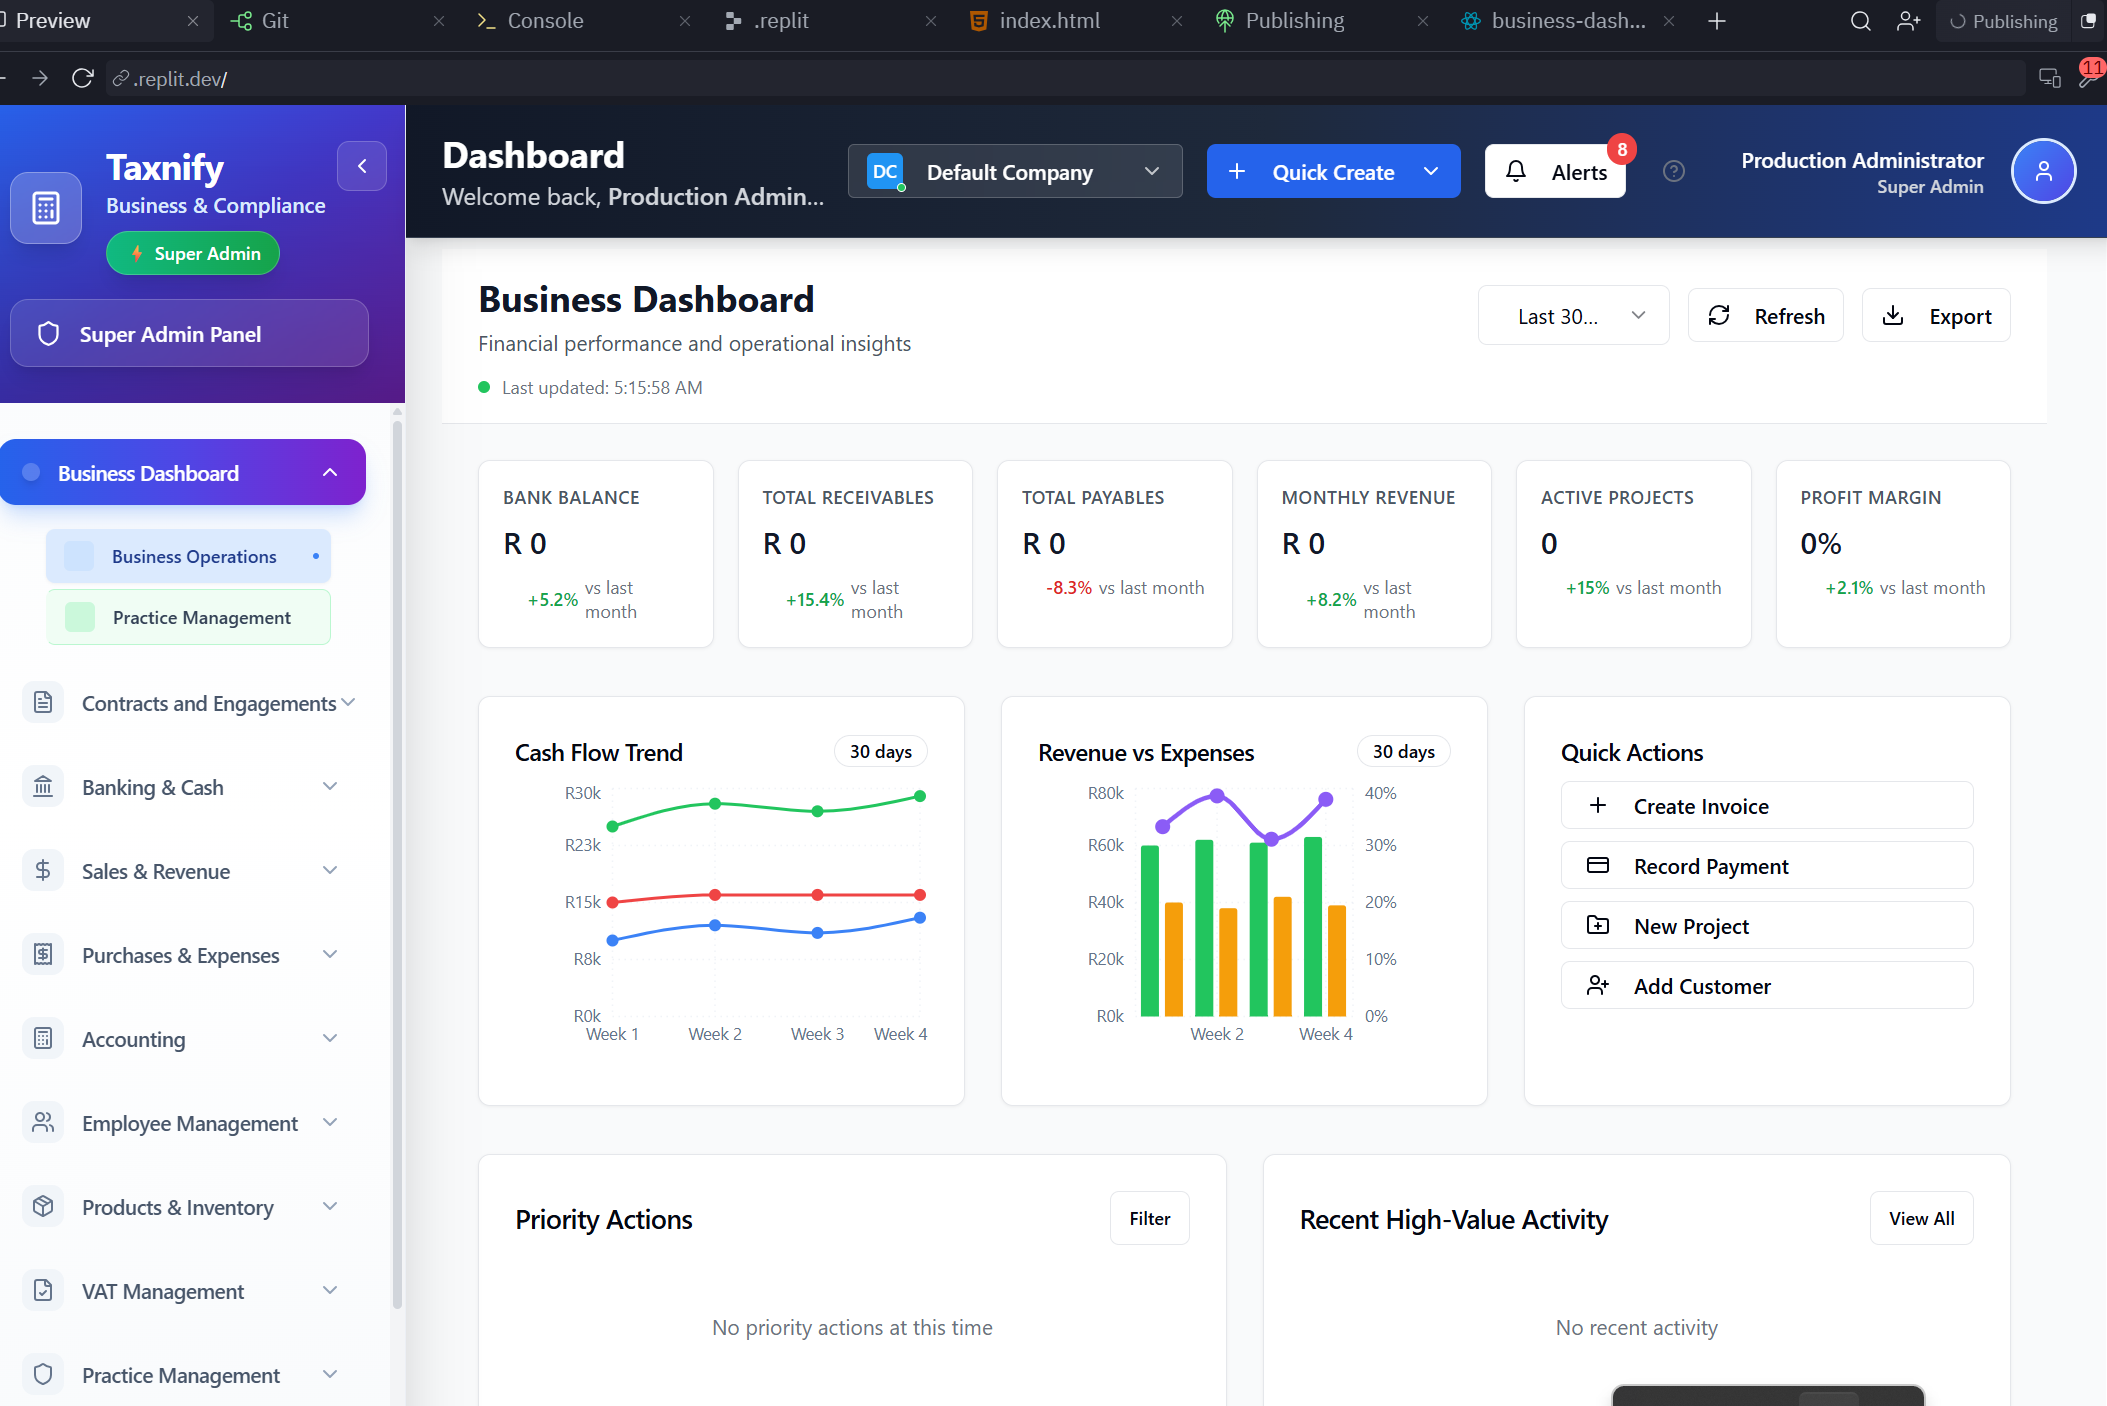 Preview
Git
Console
.replit
index.html
Publishing
business-dash...
Publishing
.replit.dev/
11
Taxnify
Business & Compliance
Super Admin
Super Admin Panel
Business Dashboard
Business Operations
Practice Management
Contracts and Engagements
Banking & Cash
Sales & Revenue
Purchases & Expenses
Accounting
Employee Management
Products & Inventory
VAT Management
Practice Management
Dashboard
Welcome back, Production Admin...
DC Default Company
Quick Create
Alerts
8
Production Administrator
Super Admin
Business Dashboard
Financial performance and operational insights
Last updated: 5:15:58 AM
Last 30...
Refresh
Export
BANK BALANCE
R 0
+5.2% vs last
month
TOTAL RECEIVABLES
R 0
+15.4% vs last
month
TOTAL PAYABLES
R 0
-8.3% vs last month
MONTHLY REVENUE
R 0
+8.2% vs last
month
ACTIVE PROJECTS
0
+15% vs last month
PROFIT MARGIN
0%
+2.1% vs last month
Cash Flow Trend
30 days
R30k
R23k
R15k
R8k
R0k
Week 1 Week 2 Week 3 Week 4
Revenue vs Expenses
30 days
R80k 40%
R60k 30%
R40k 20%
R20k 10%
R0k 0%
Week 2 Week 4
Quick Actions
Create Invoice
Record Payment
New Project
Add Customer
Priority Actions
Filter
No priority actions at this time
Recent High-Value Activity
View All
No recent activity